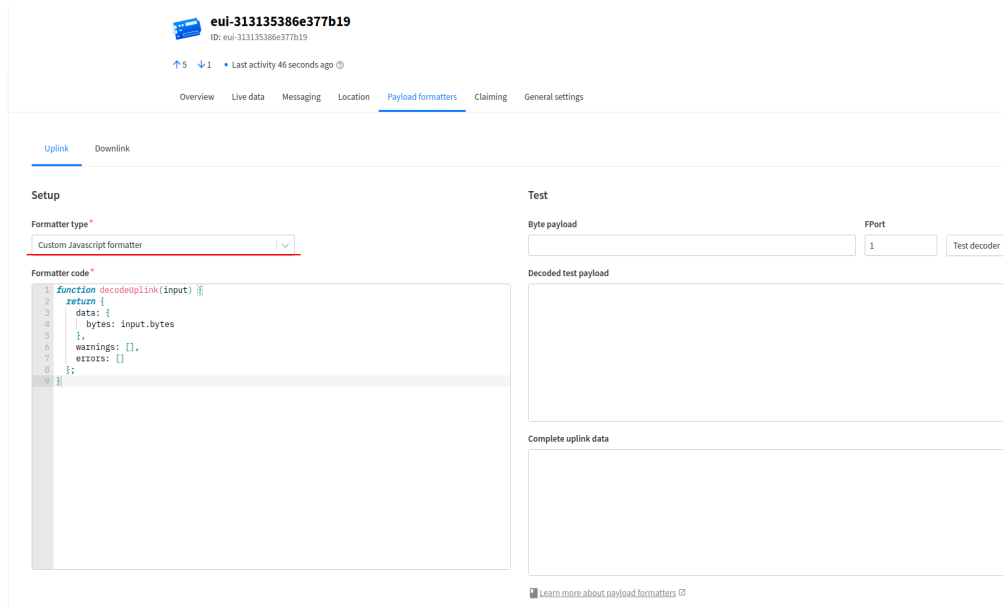 eui-313135386e377b19
ID: eui-313135386e377b19
5 1 • Last activity 46 seconds ago
Overview Live data Messaging Location Payload formatters Claiming General settings
Uplink Downlink
Setup
Formatter type *
Custom Javascript formatter
Formatter code *
1 function decodeUplink(input) {
2 return {
3 data: {
4 bytes: input.bytes
5 },
6 warnings: [],
7 errors: []
8 };
9 }
Test
Byte payload FPort
1 Test decoder
Decoded test payload
Complete uplink data
Learn more about payload formatters